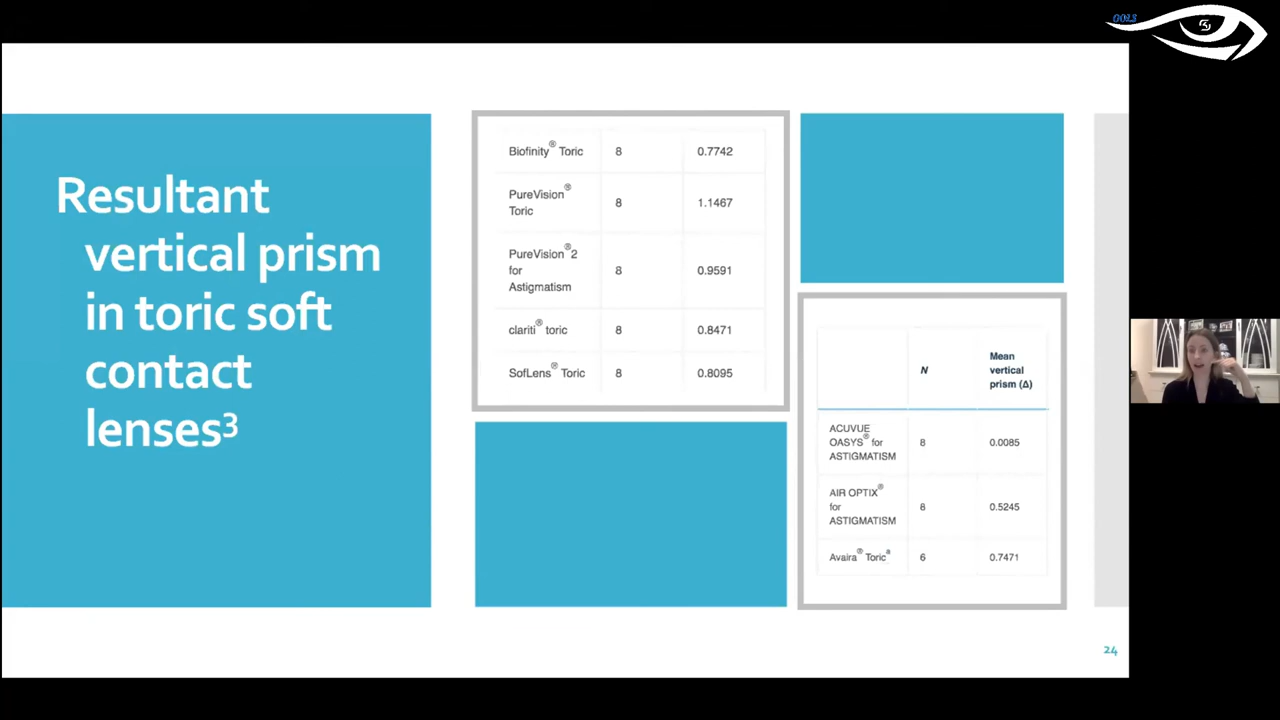 GOLS
Resultant
vertical prism
in toric soft
contact
lenses³
Biofinity® Toric 8 0.7742
PureVision®
Toric 8 1.1467
PureVision®2
for
Astigmatism 8 0.9591
clariti® toric 8 0.8471
SofLens® Toric 8 0.8095
N Mean
vertical
prism (Δ)
ACUVUE
OASYS® for
ASTIGMATISM 8 0.0085
AIR OPTIX®
for
ASTIGMATISM 8 0.5245
Avaira® Toricª 6 0.7471
24